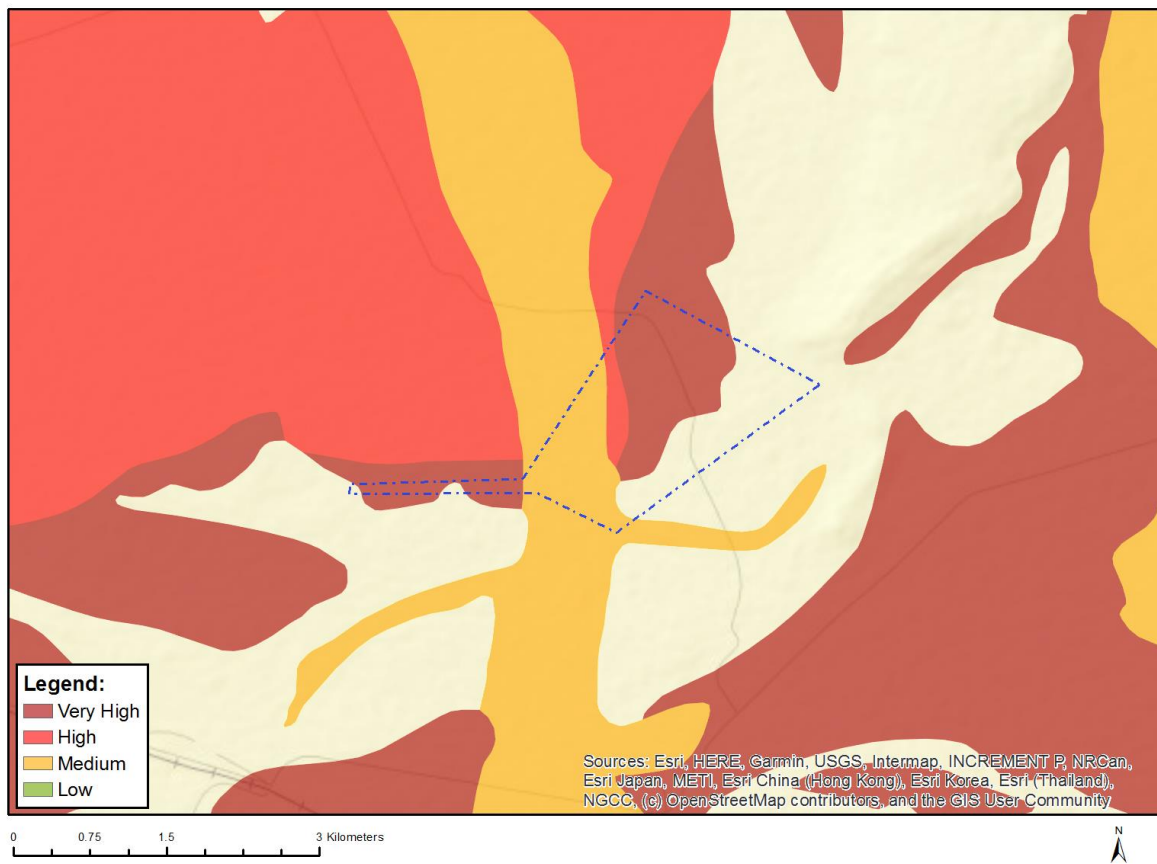 Legend:
Very High
High
Medium
Low
Sources: Esri, HERE, Garmin, USGS, Intermap, INCREMENT P, NRCan,
Esri Japan, METI, Esri China (Hong Kong), Esri Korea, Esri (Thailand),
NGCC, (c) OpenStreetMap contributors, and the GIS User Community
0 0.75 1.5 3 Kilometers
N